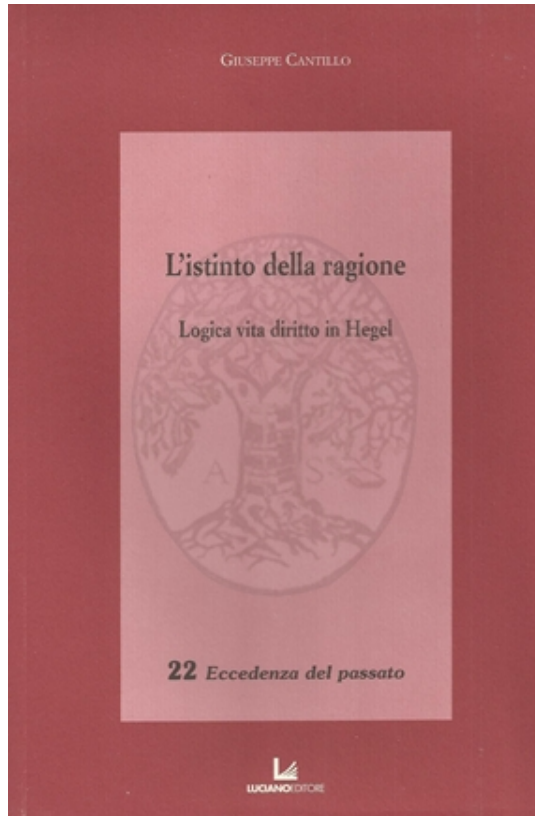 GIUSEPPE CANTILLO
L'istinto della ragione
Logica vita diritto in Hegel
A S
22 Eccedenza del passato
LUCIANOEDITORE